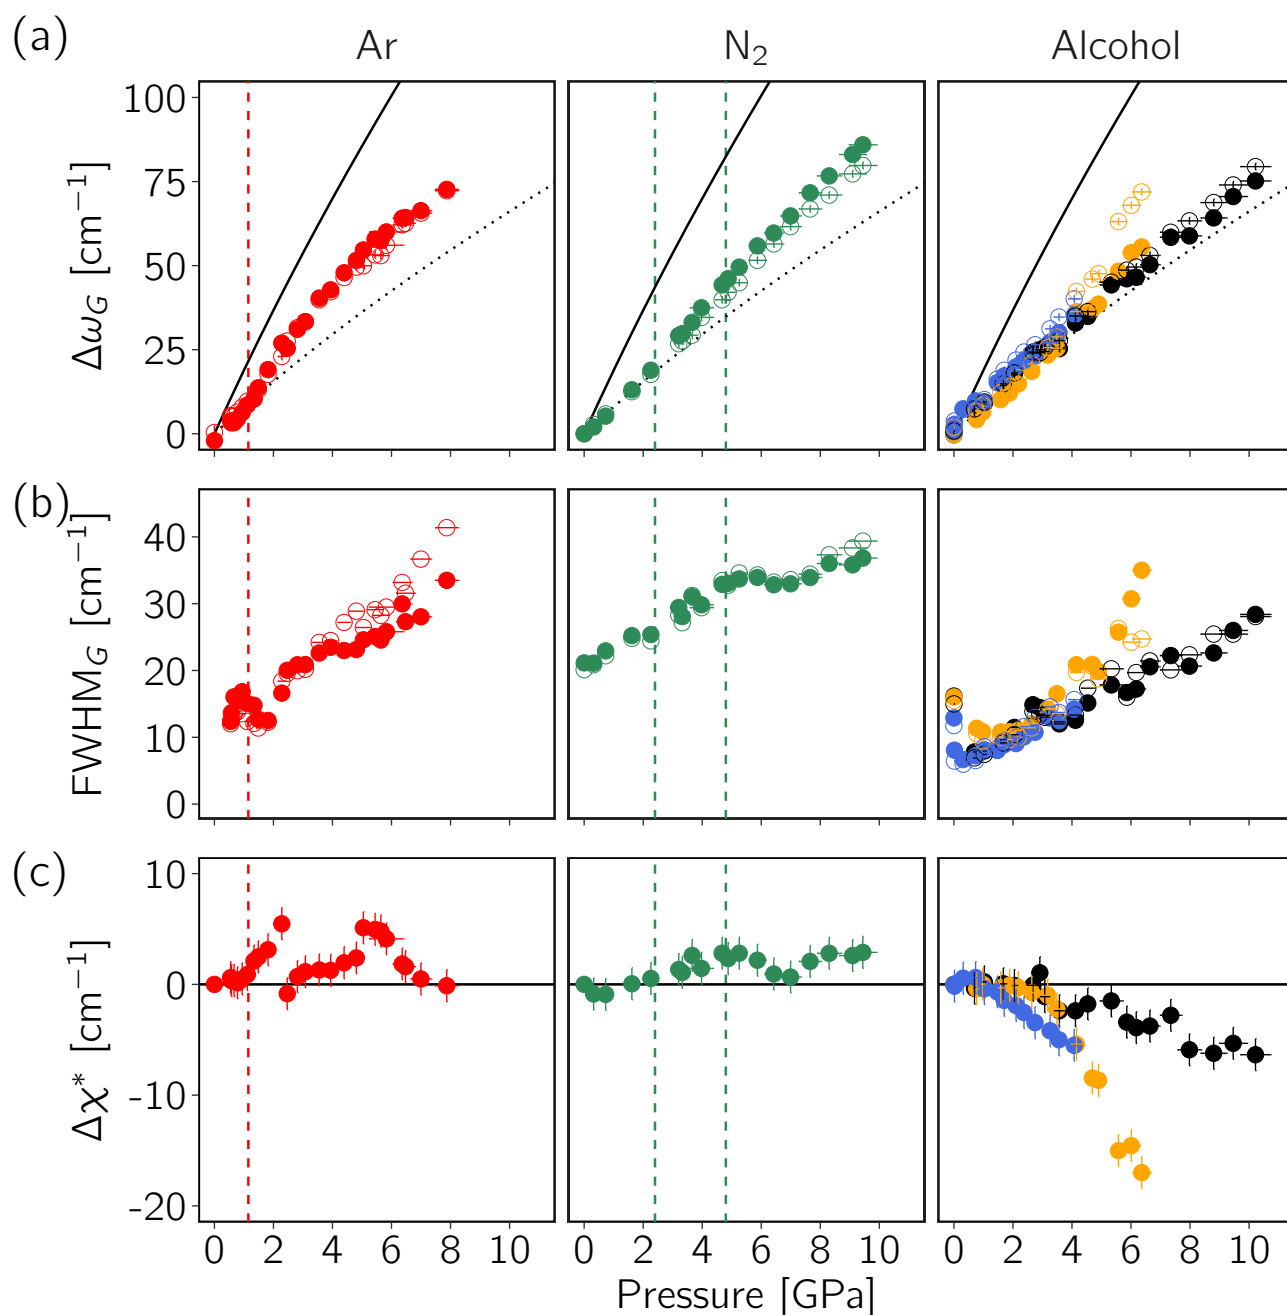 (a)
Ar N₂ Alcohol
Δω_G [cm⁻¹]
100
75
50
25
0
(b)
FWHM_G [cm⁻¹]
40
30
20
10
0
(c)
Δχ* [cm⁻¹]
10
0
-10
-20
0 2 4 6 8 10 0 2 4 6 8 10 0 2 4 6 8 10
Pressure [GPa]